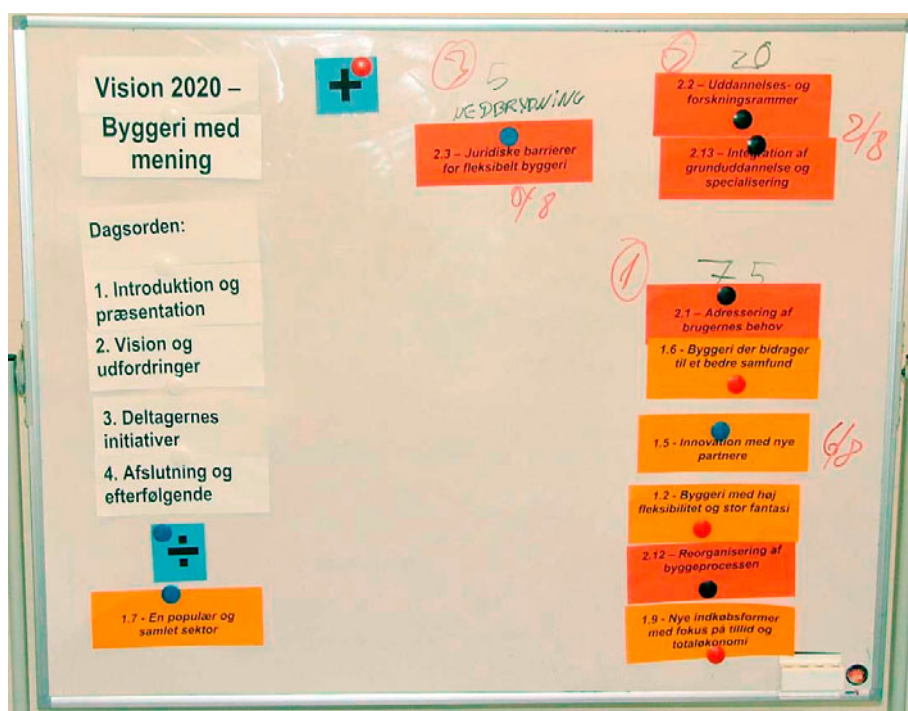 Vision 2020 –
Byggeri med
mening
Dagsorden:
1. Introduktion og
præsentation
2. Vision og
udfordringer
3. Deltagernes
initiativer
4. Afslutning og
efterfølgende
÷
1.7 - En populær og
samlet sektor
+
3
5
NEDBRYDNING
2.3 – Juridiske barrierer
for fleksibelt byggeri
0/8
2
20
2.2 – Uddannelses- og
forskningsrammer
2.13 – Integration af
grunduddannelse og
specialisering
2/8
1
75
2.1 – Adressering af
brugernes behov
1.6 - Byggeri der bidrager
til et bedre samfund
1.5 - Innovation med nye
partnere
6/8
1.2 - Byggeri med høj
fleksibilitet og stor fantasi
2.12 – Reorganisering af
byggeprocessen
1.9 - Nye indkøbsformer
med fokus på tillid og
totaløkonomi